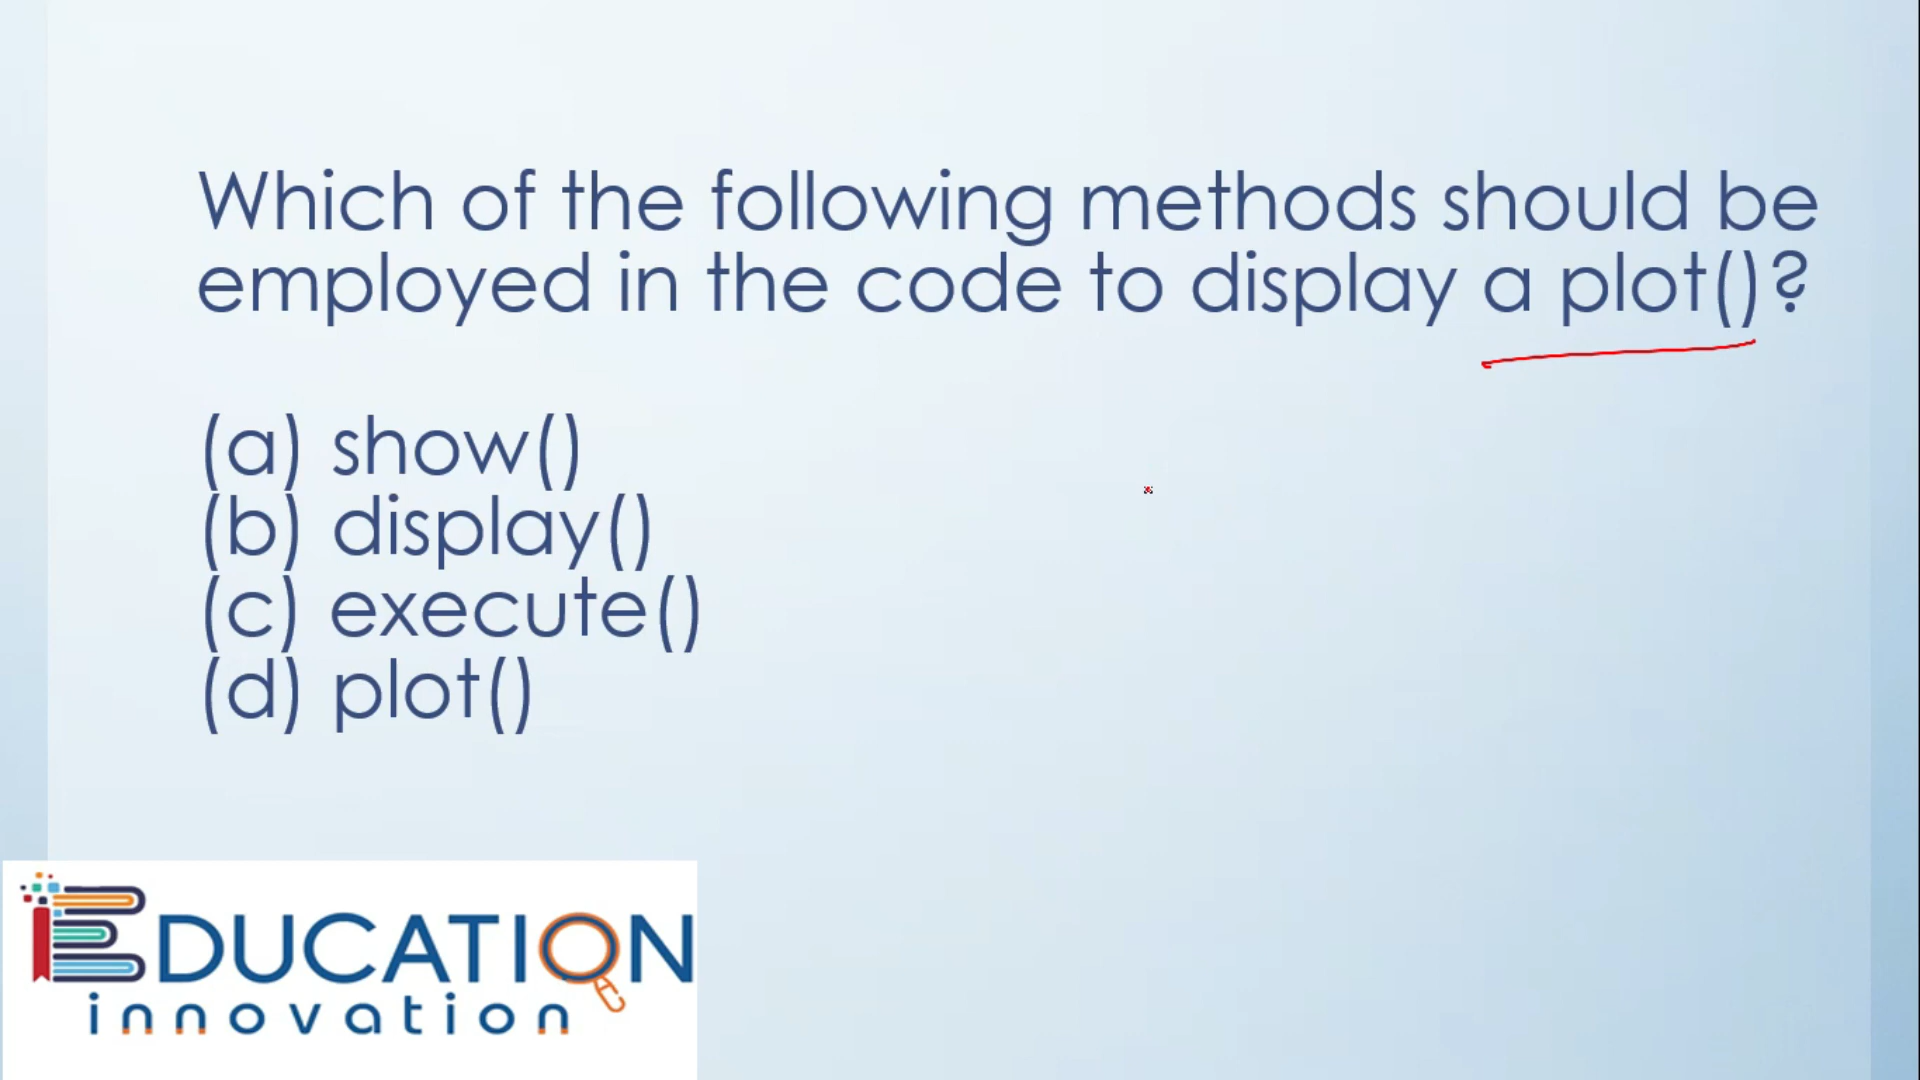 Which of the following methods should be
employed in the code to display a plot()?
(a) show()
(b) display()
(c) execute()
(d) plot()
EDUCATION
innovation